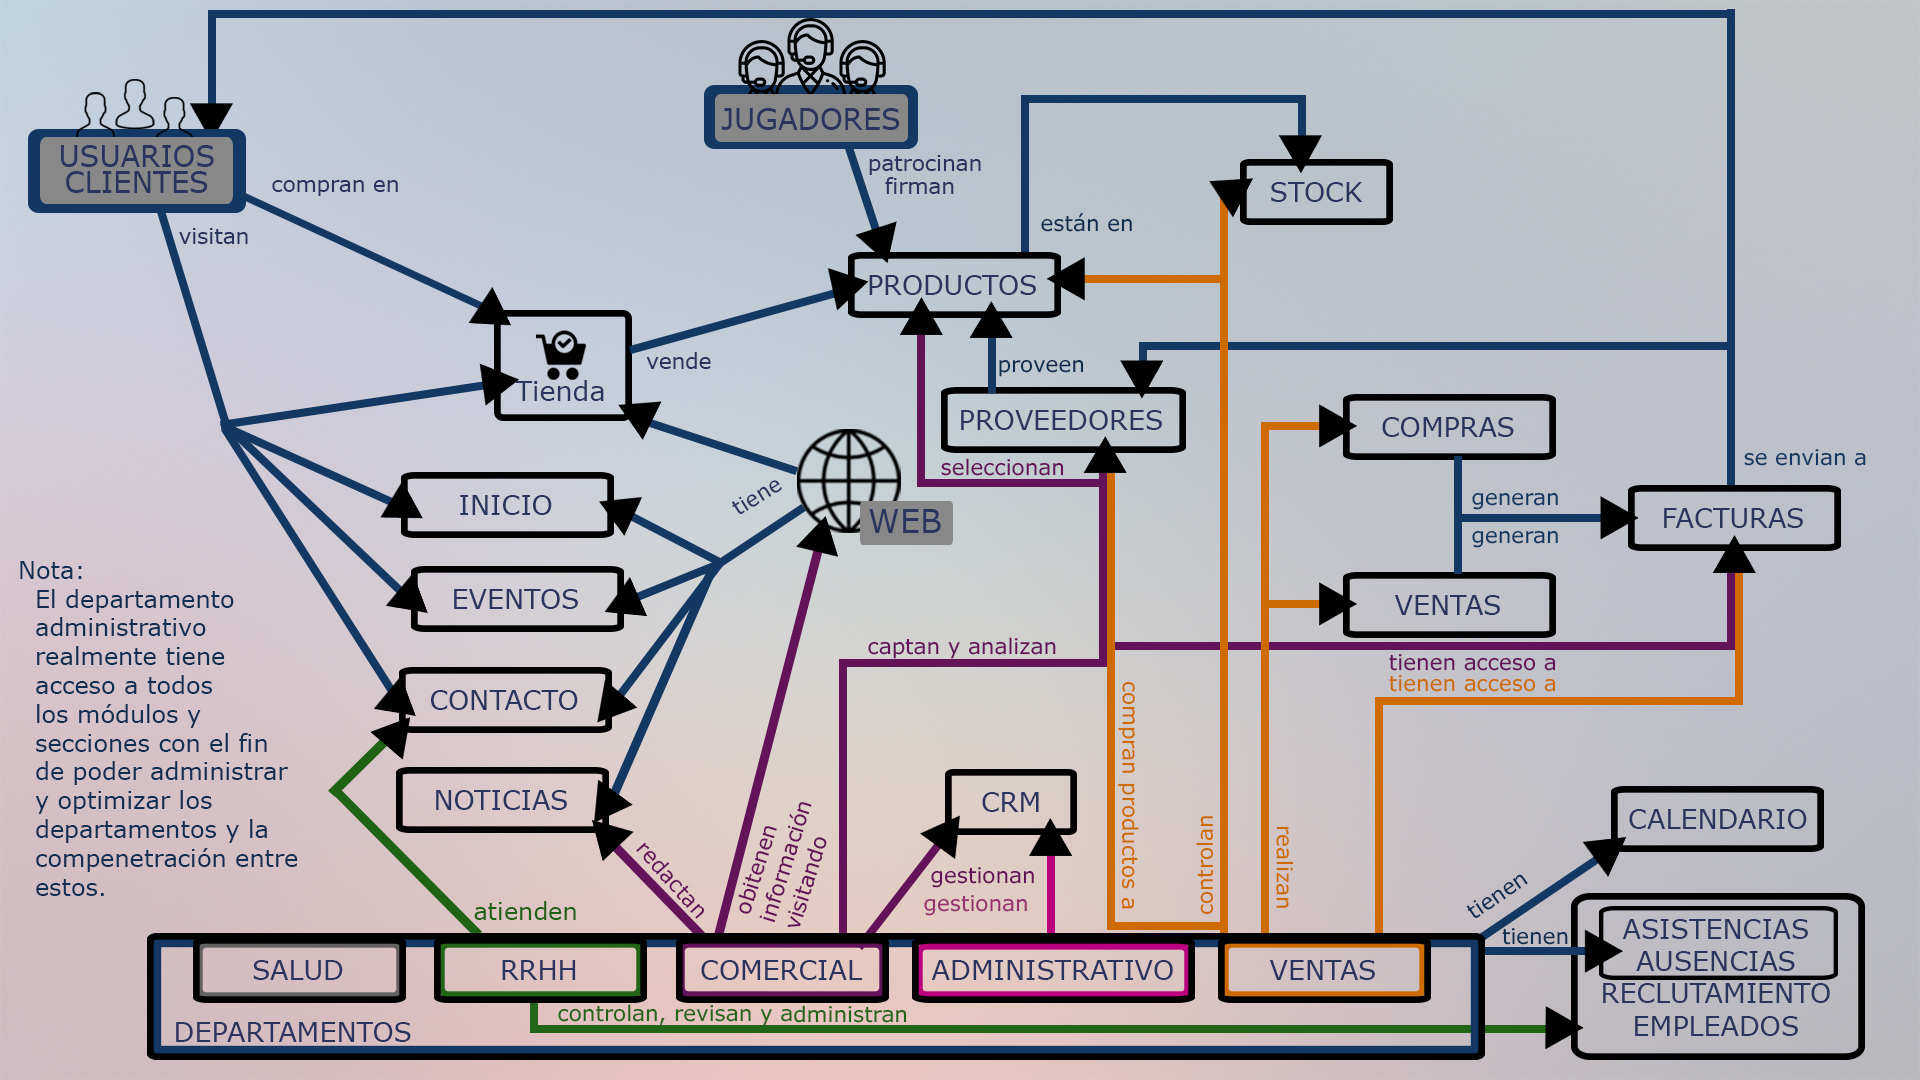 JUGADORES
USUARIOS
CLIENTES
compran en
visitan
patrocinan
firman
STOCK
están en
PRODUCTOS
vende
Tienda
proveen
PROVEEDORES
COMPRAS
seleccionan
se envian a
tiene
WEB
generan
generan
FACTURAS
INICIO
EVENTOS
VENTAS
Nota:
El departamento
administrativo
realmente tiene
acceso a todos
los módulos y
secciones con el fin
de poder administrar
y optimizar los
departamentos y la
compenetración entre
estos.
captan y analizan
tienen acceso a
tienen acceso a
CONTACTO
NOTICIAS
CRM
compran productos a
controlan
realizan
redactan
obitenen
información
visitando
gestionan
gestionan
atienden
CALENDARIO
tienen
tienen
ASISTENCIAS
AUSENCIAS
RECLUTAMIENTO
EMPLEADOS
SALUD
RRHH
COMERCIAL
ADMINISTRATIVO
VENTAS
controlan, revisan y administran
DEPARTAMENTOS